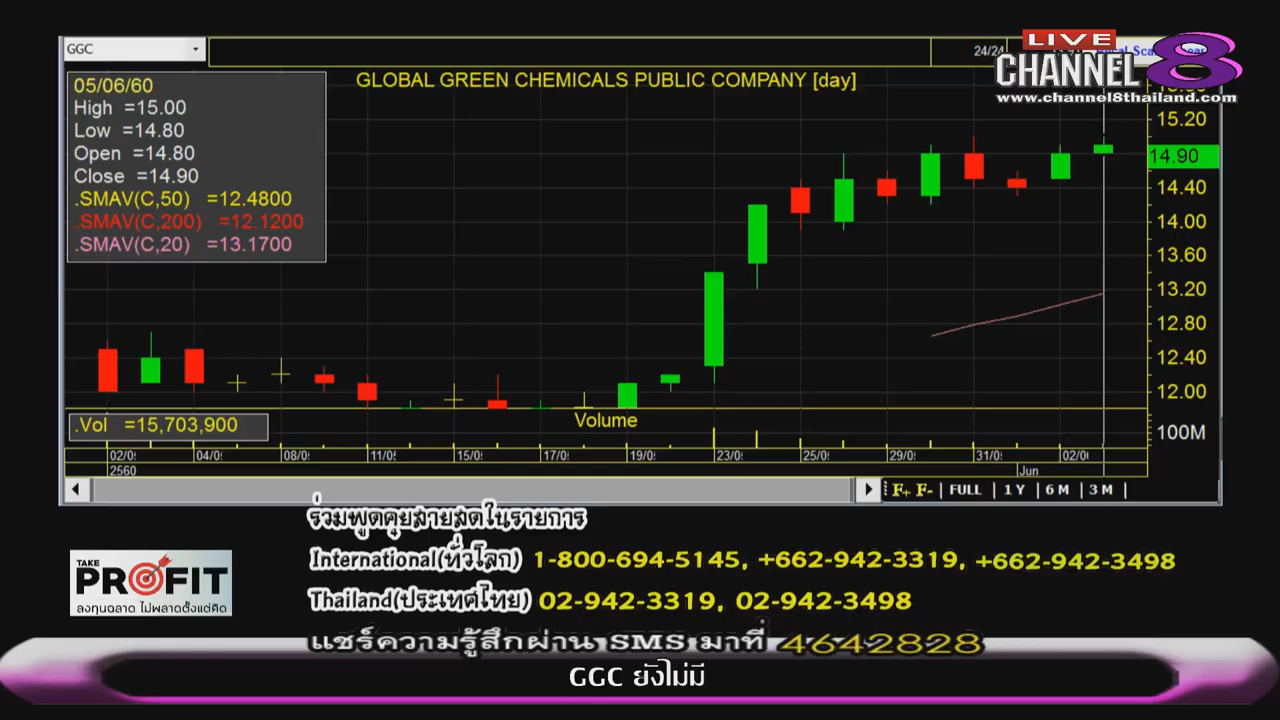 GGC
24/24
LIVE
CHANNEL 8
www.channel8thailand.com
GLOBAL GREEN CHEMICALS PUBLIC COMPANY [day]
05/06/60
High =15.00
Low =14.80
Open =14.80
Close =14.90
.SMAV(C,50) =12.4800
.SMAV(C,200) =12.1200
.SMAV(C,20) =13.1700
15.20
14.90
14.40
14.00
13.60
13.20
12.80
12.40
12.00
.Vol =15,703,900
Volume
100M
02/0 04/0 08/0 11/0 15/0 17/0 19/0 23/0 25/0 29/0 31/0 02/0
2560 Jun
F+ F- | FULL | 1 Y | 6 M | 3 M |
ร่วมพูดคุยสายสดในรายการ
International(ทั่วโลก) 1-800-694-5145, +662-942-3319, +662-942-3498
TAKE PROFIT
ลงทุนฉลาด ไม่พลาดตั้งแต่คิด
Thailand(ประเทศไทย) 02-942-3319, 02-942-3498
แชร์ความรู้สึกผ่าน SMS มาที่ 4642828
GGC ยังไม่มี